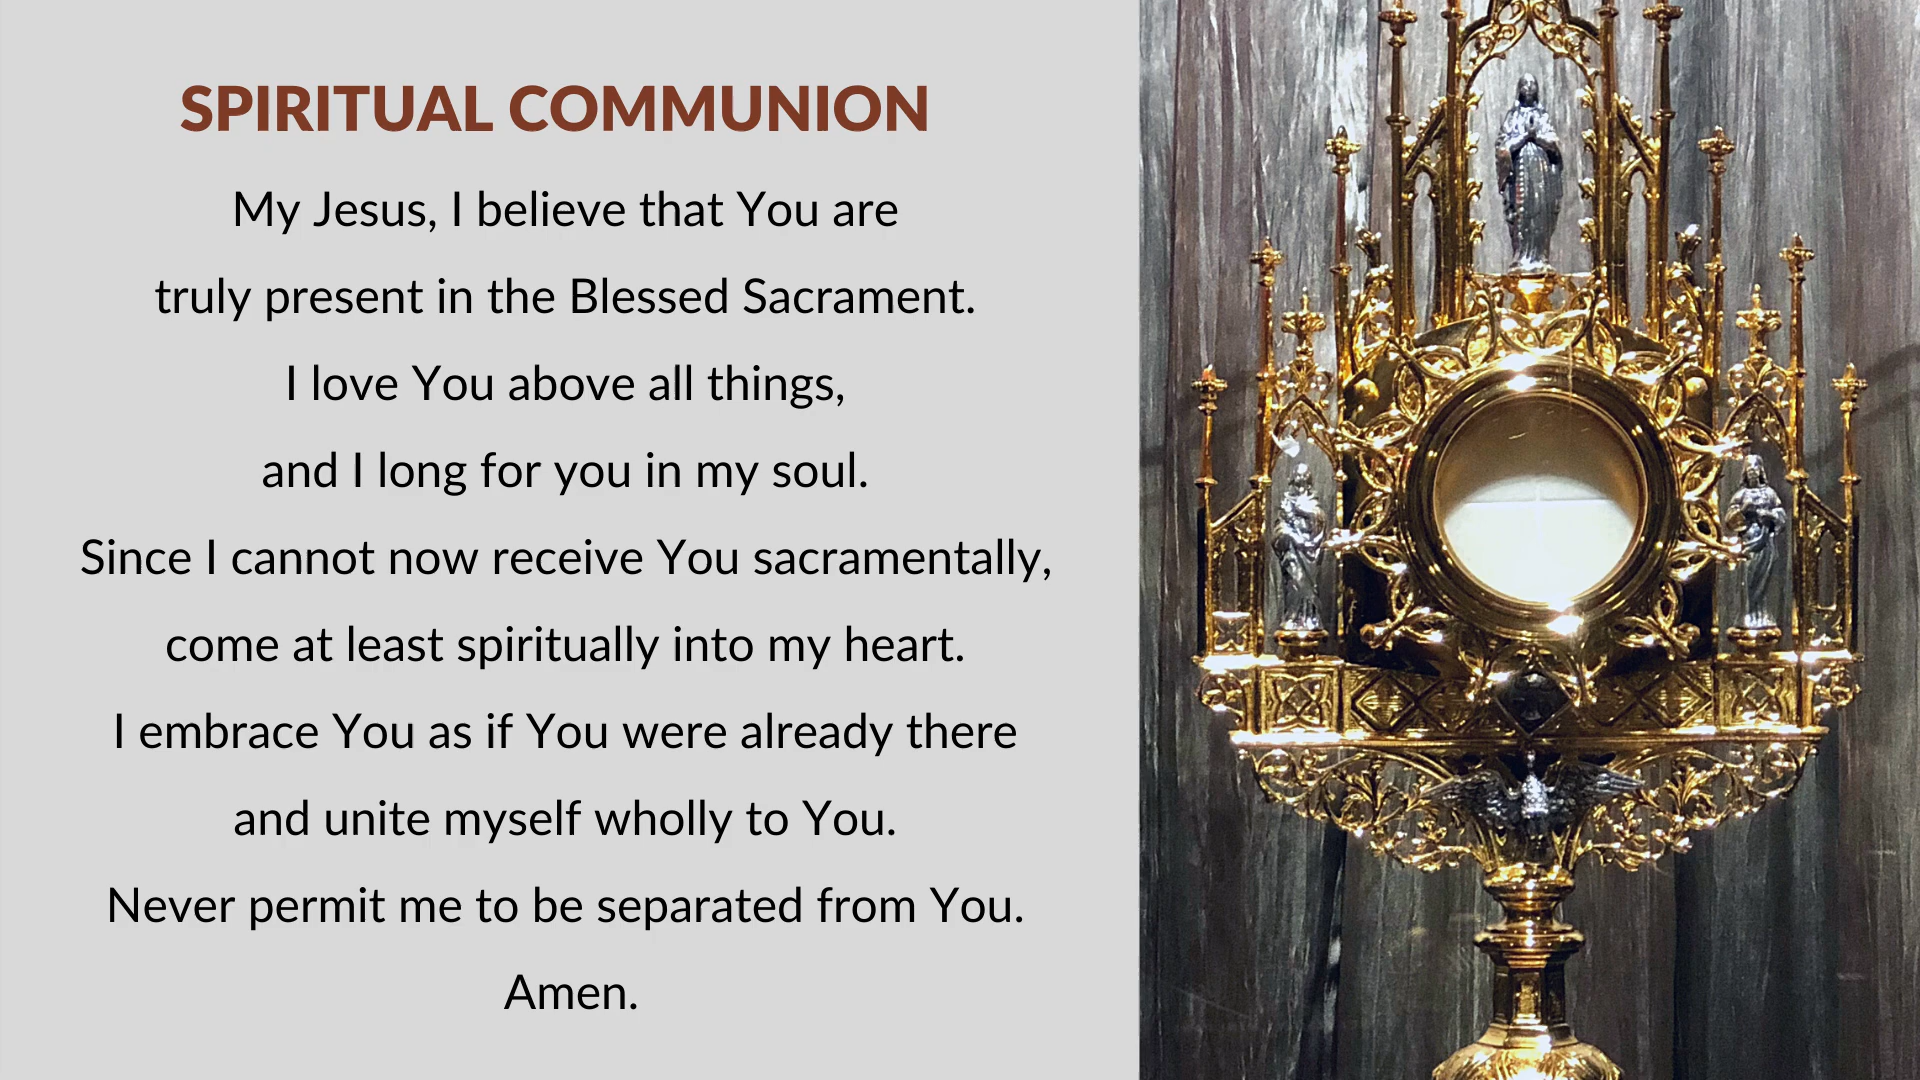 SPIRITUAL COMMUNION
My Jesus, I believe that You are
truly present in the Blessed Sacrament.
I love You above all things,
and I long for you in my soul.
Since I cannot now receive You sacramentally,
come at least spiritually into my heart.
I embrace You as if You were already there
and unite myself wholly to You.
Never permit me to be separated from You.
Amen.